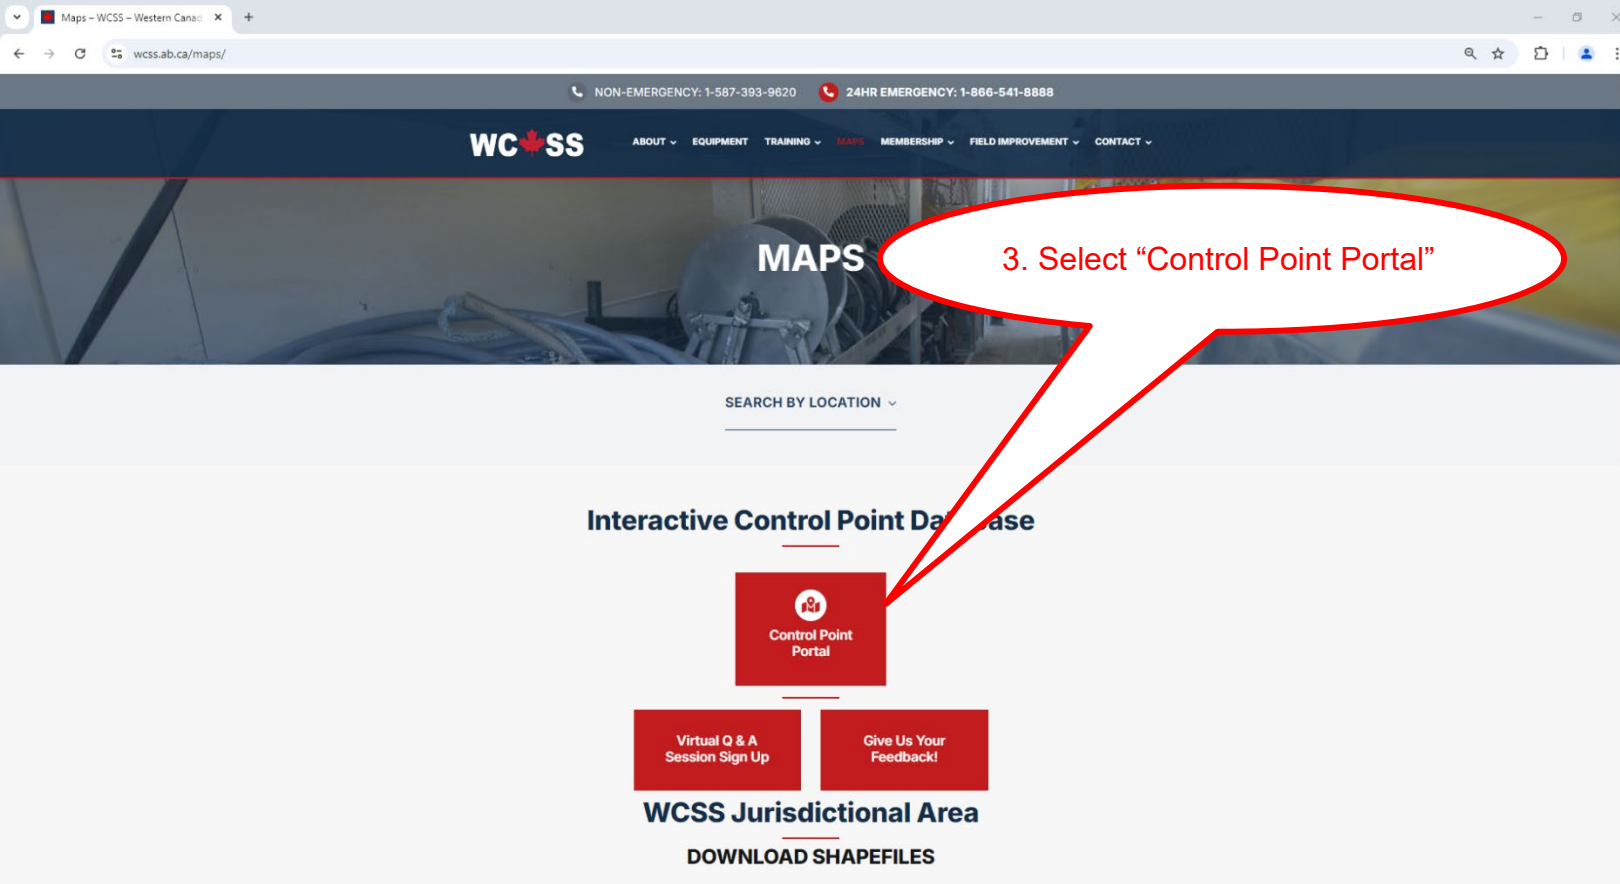 Maps – WCSS – Western Canad
wcss.ab.ca/maps/
NON-EMERGENCY: 1-587-393-9620 24HR EMERGENCY: 1-866-541-8888
WC SS ABOUT EQUIPMENT TRAINING MAPS MEMBERSHIP FIELD IMPROVEMENT CONTACT
MAPS
3. Select “Control Point Portal”
SEARCH BY LOCATION
Interactive Control Point Da ase
Control Point
Portal
Virtual Q & A
Session Sign Up
Give Us Your
Feedback!
WCSS Jurisdictional Area
DOWNLOAD SHAPEFILES